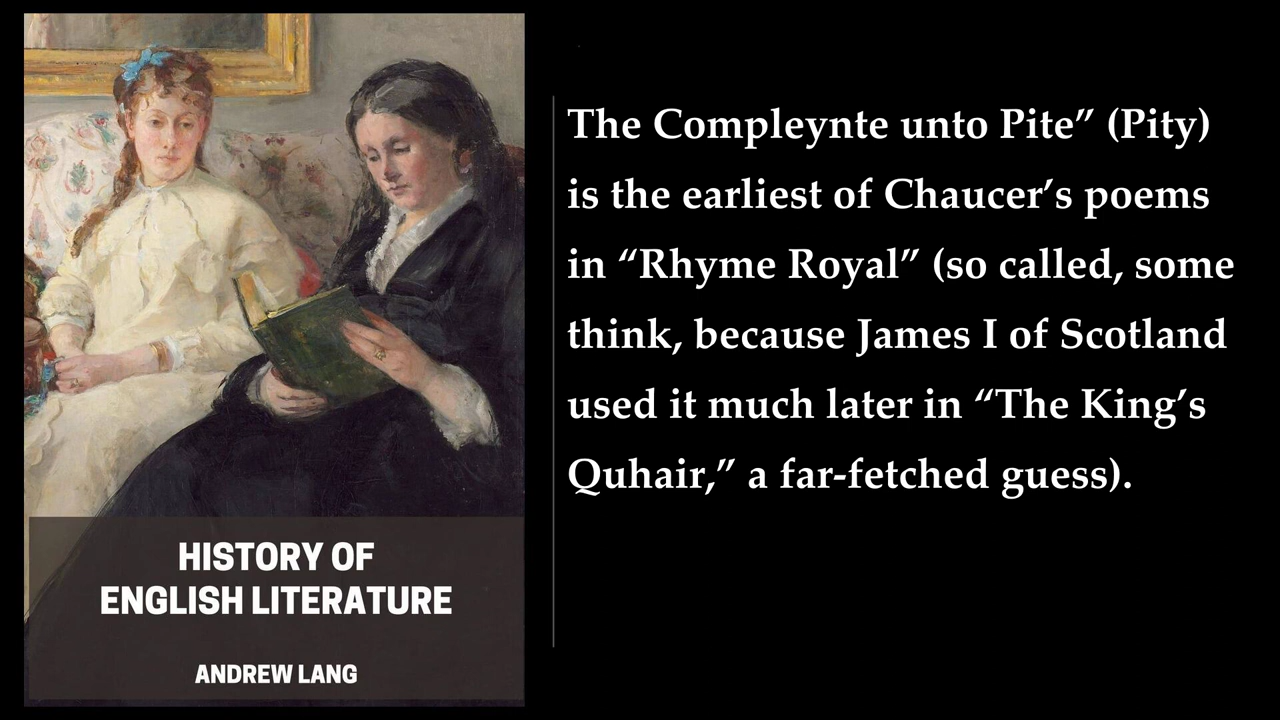 The Compleynte unto Pite” (Pity)
is the earliest of Chaucer’s poems
in “Rhyme Royal” (so called, some
think, because James I of Scotland
used it much later in “The King’s
Quhair,” a far-fetched guess).
HISTORY OF
ENGLISH LITERATURE
ANDREW LANG